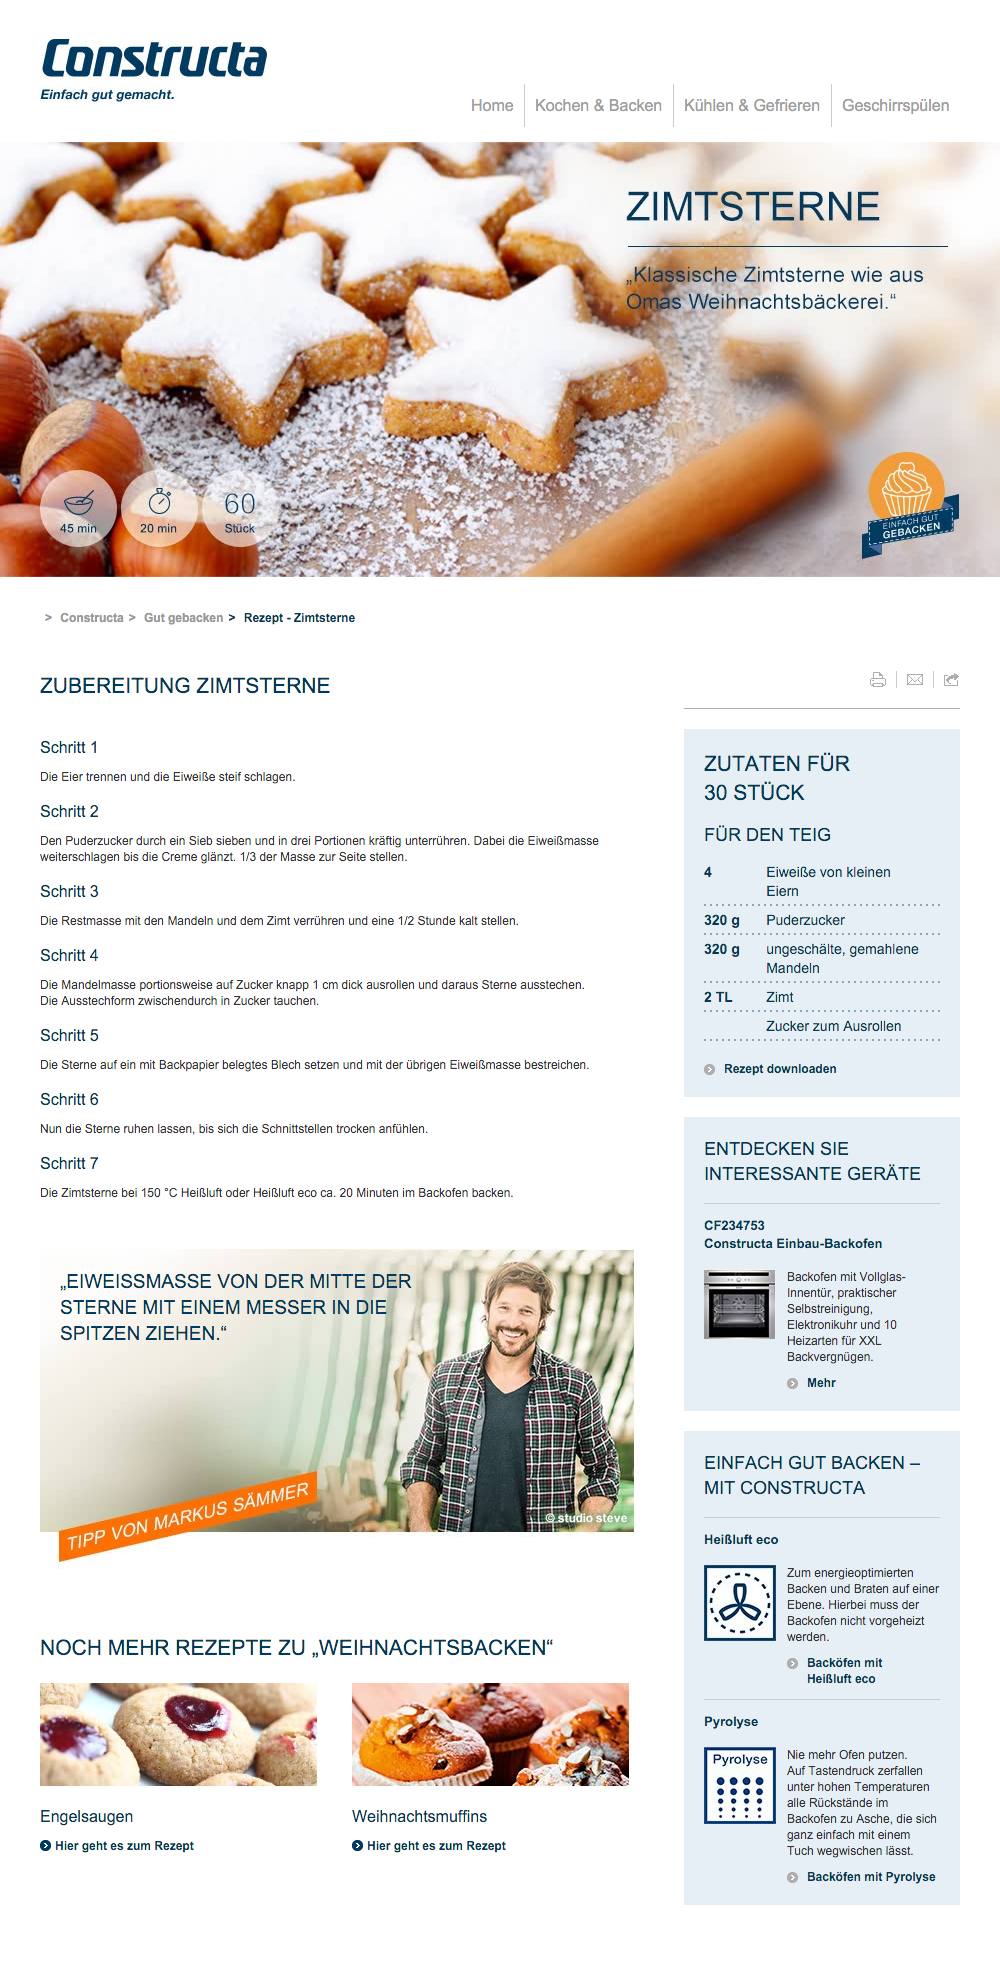 Constructa
Einfach gut gemacht.
Home
Kochen & Backen
Kühlen & Gefrieren
Geschirrspülen
ZIMTSTERNE
„Klassische Zimtsterne wie aus
Omas Weihnachtsbäckerei.“
45 min
20 min
60
Stück
EINFACH GUT
GEBACKEN
> Constructa > Gut gebacken > Rezept - Zimtsterne
ZUBEREITUNG ZIMTSTERNE
Schritt 1
Die Eier trennen und die Eiweiße steif schlagen.
Schritt 2
Den Puderzucker durch ein Sieb sieben und in drei Portionen kräftig unterrühren. Dabei die Eiweißmasse
weiterschlagen bis die Creme glänzt. 1/3 der Masse zur Seite stellen.
Schritt 3
Die Restmasse mit den Mandeln und dem Zimt verrühren und eine 1/2 Stunde kalt stellen.
Schritt 4
Die Mandelmasse portionsweise auf Zucker knapp 1 cm dick ausrollen und daraus Sterne ausstechen.
Die Ausstechform zwischendurch in Zucker tauchen.
Schritt 5
Die Sterne auf ein mit Backpapier belegtes Blech setzen und mit der übrigen Eiweißmasse bestreichen.
Schritt 6
Nun die Sterne ruhen lassen, bis sich die Schnittstellen trocken anfühlen.
Schritt 7
Die Zimtsterne bei 150 °C Heißluft oder Heißluft eco ca. 20 Minuten im Backofen backen.
„EIWEISSMASSE VON DER MITTE DER
STERNE MIT EINEM MESSER IN DIE
SPITZEN ZIEHEN.“
TIPP VON MARKUS SÄMMER
© studio steve
NOCH MEHR REZEPTE ZU „WEIHNACHTSBACKEN“
Engelsaugen
Hier geht es zum Rezept
Weihnachtsmuffins
Hier geht es zum Rezept
ZUTATEN FÜR
30 STÜCK
FÜR DEN TEIG
4 Eiweiße von kleinen
Eiern
320 g Puderzucker
320 g ungeschälte, gemahlene
Mandeln
2 TL Zimt
Zucker zum Ausrollen
Rezept downloaden
ENTDECKEN SIE
INTERESSANTE GERÄTE
CF234753
Constructa Einbau-Backofen
Backofen mit Vollglas-
Innentür, praktischer
Selbstreinigung,
Elektronikuhr und 10
Heizarten für XXL
Backvergnügen.
Mehr
EINFACH GUT BACKEN –
MIT CONSTRUCTA
Heißluft eco
Zum energieoptimierten
Backen und Braten auf einer
Ebene. Hierbei muss der
Backofen nicht vorgeheizt
werden.
Backöfen mit
Heißluft eco
Pyrolyse
Pyrolyse
Nie mehr Ofen putzen.
Auf Tastendruck zerfallen
unter hohen Temperaturen
alle Rückstände im
Backofen zu Asche, die sich
ganz einfach mit einem
Tuch wegwischen lässt.
Backöfen mit Pyrolyse